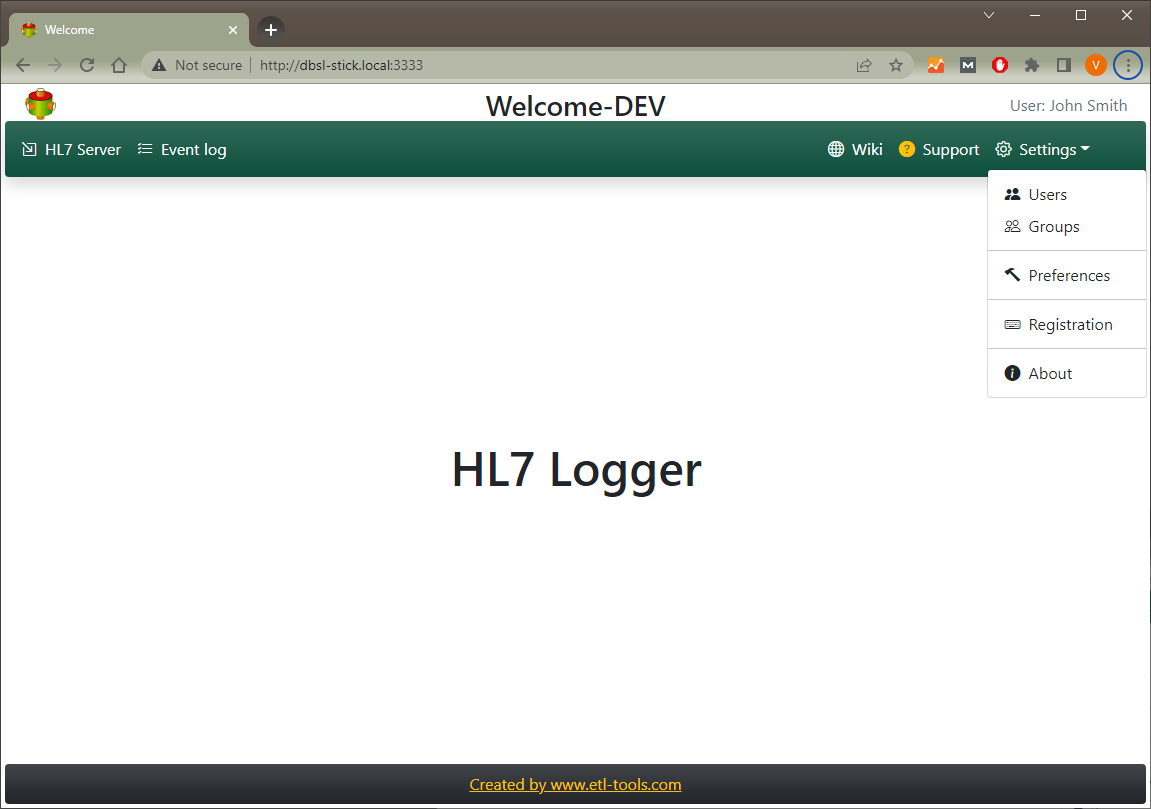 Welcome
Not secure http://dbsl-stick.local:3333
M
V
Welcome-DEV
User: John Smith
HL7 Server Event log Wiki ? Support Settings
Users
Groups
Preferences
Registration
i About
HL7 Logger
Created by www.etl-tools.com